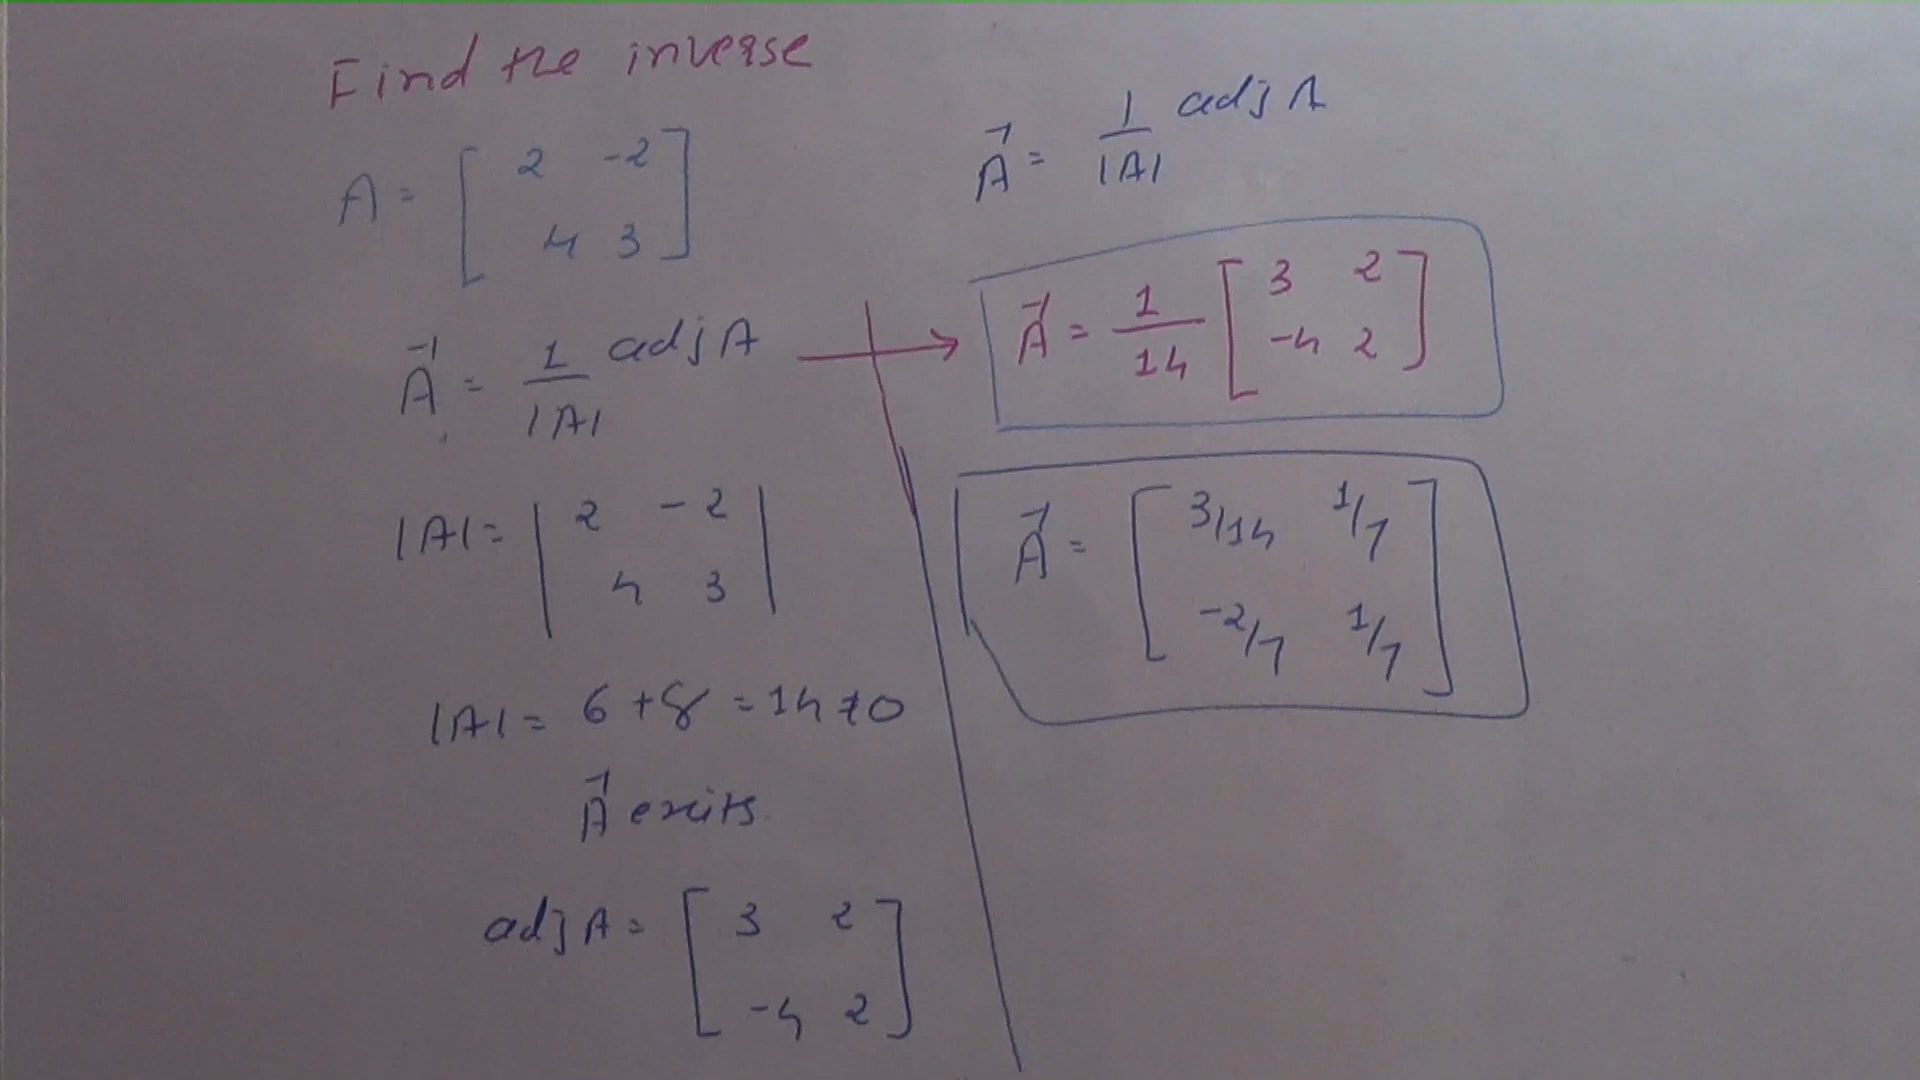 Find the inverse
A = [ 2 -2
4 3 ]
A⁻¹ = 1/|A| adj A
|A| = | 2 -2
4 3 |
|A| = 6 + 8 = 14 ≠ 0
A⁻¹ exits.
adj A = [ 3 2
-4 2 ]
A⁻¹ = 1/|A| adj A
A⁻¹ = 1/14 [ 3 2
-4 2 ]
A⁻¹ = [ 3/14 1/7
-2/7 1/7 ]